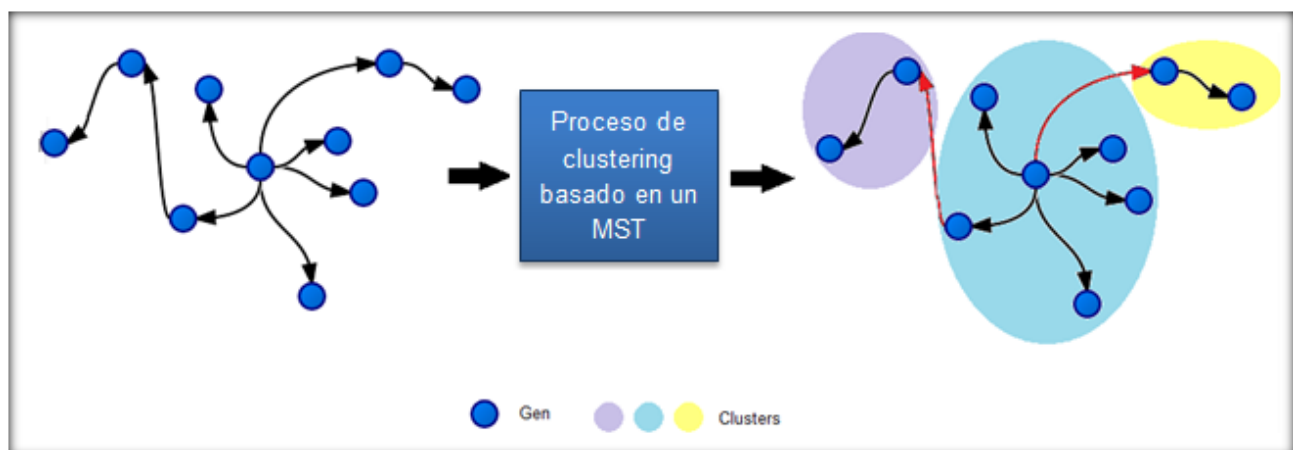 Proceso de
clustering
basado en un
MST
Gen
Clusters